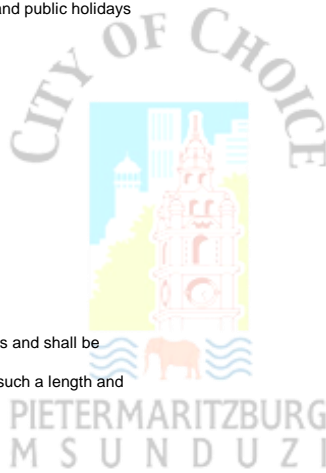 and public holidays
CITY OF CHOICE
s and shall be
such a length and
PIETERMARITZBURG
MSUNDUZI